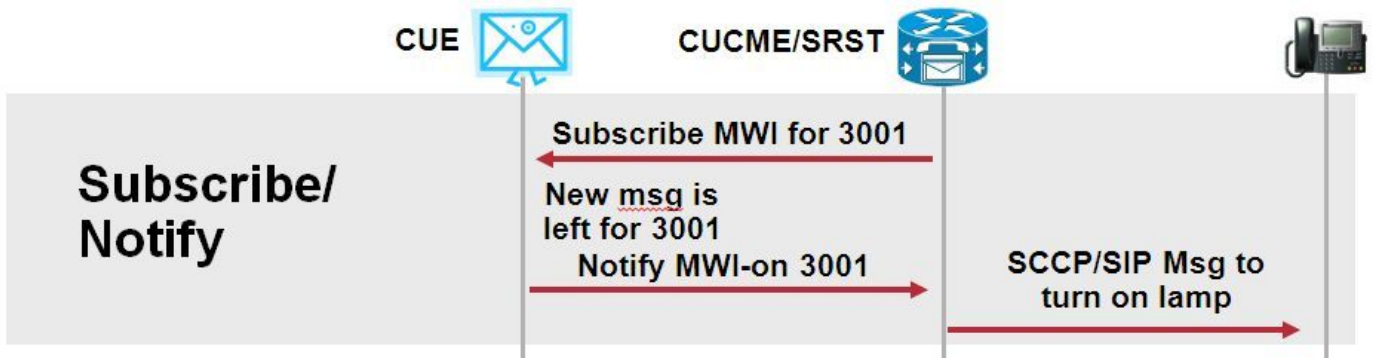 CUE
CUCME/SRST
Subscribe/
Notify
Subscribe MWI for 3001
New msg is
left for 3001
Notify MWI-on 3001
SCCP/SIP Msg to
turn on lamp